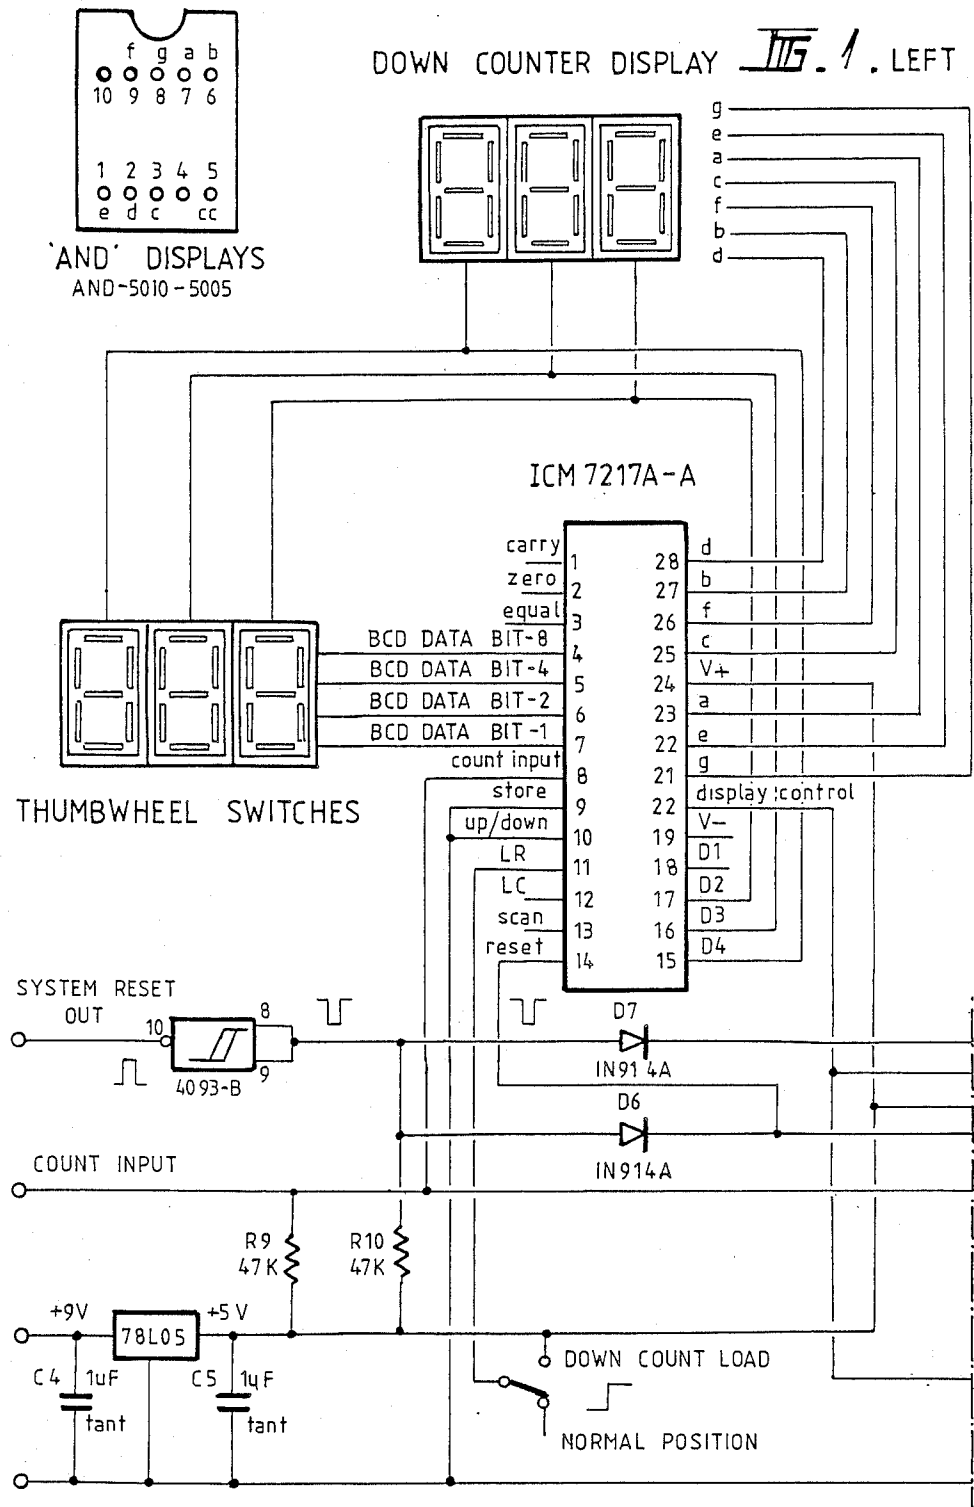 f g a b
10 9 8 7 6
1 2 3 4 5
e d c cc
'AND' DISPLAYS
AND-5010-5005
DOWN COUNTER DISPLAY FIG. 1. LEFT
g
e
a
c
f
b
d
ICM 7217A-A
carry 1 28 d
zero 2 27 b
equal 3 26 f
BCD DATA BIT-8 4 25 c
BCD DATA BIT-4 5 24 V+
BCD DATA BIT-2 6 23 a
BCD DATA BIT-1 7 22 e
count input 8 21 g
store 9 22 display control
up/down 10 19 V-
LR 11 18 D1
LC 12 17 D2
scan 13 16 D3
reset 14 15 D4
THUMBWHEEL SWITCHES
SYSTEM RESET
OUT
10 8
9
4093-B
D7
IN914A
D6
IN914A
COUNT INPUT
R9
47K
R10
47K
+9V 78L05 +5V
C4 1uF
tant
C5 1µF
tant
DOWN COUNT LOAD
NORMAL POSITION